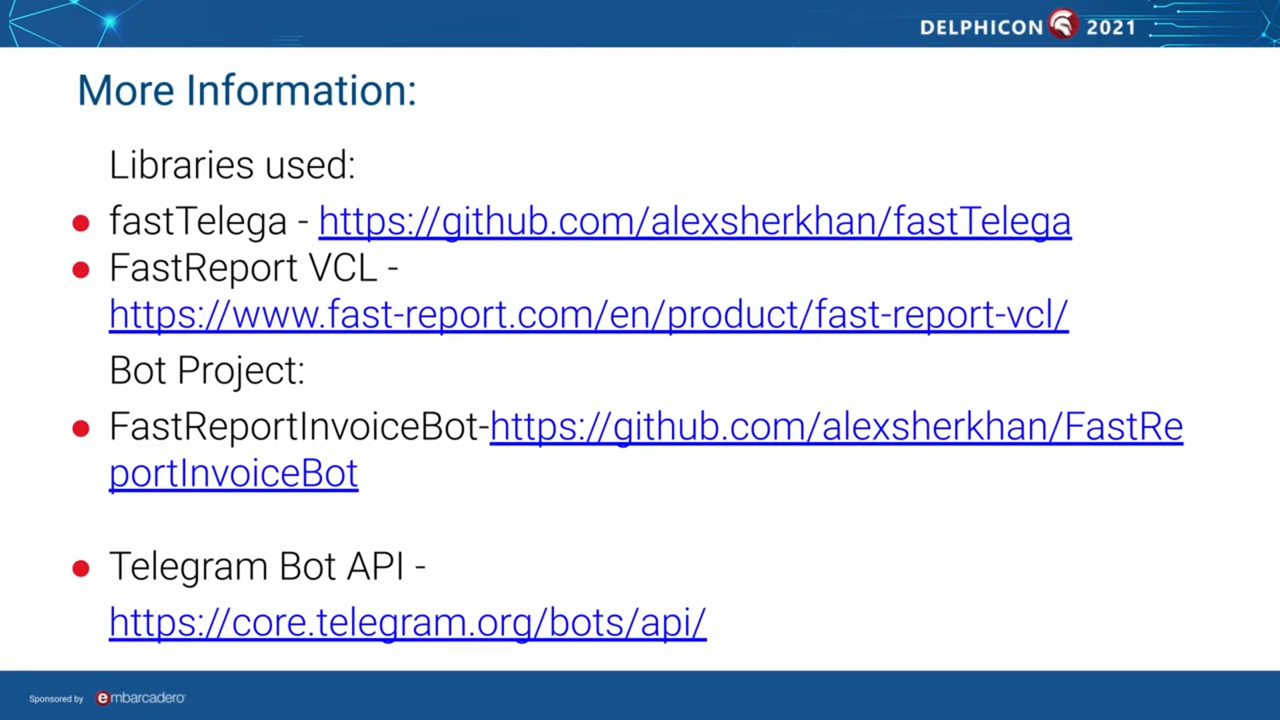 DELPHICON 2021
More Information:
Libraries used:
● fastTelega - https://github.com/alexsherkhan/fastTelega
● FastReport VCL -
https://www.fast-report.com/en/product/fast-report-vcl/
Bot Project:
● FastReportInvoiceBot-https://github.com/alexsherkhan/FastRe
portInvoiceBot
● Telegram Bot API -
https://core.telegram.org/bots/api/
Sponsored by embarcadero